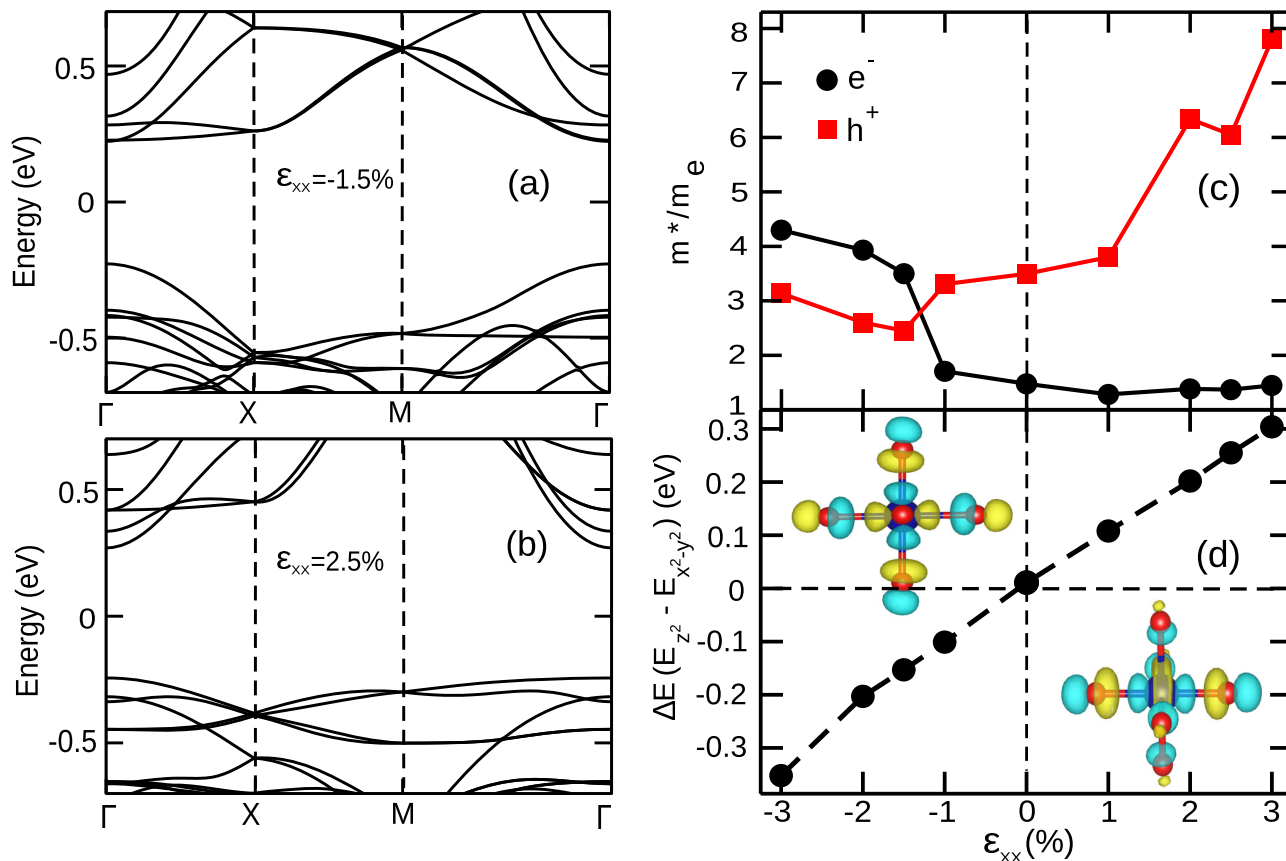 Energy (eV)
0.5
0
-0.5
εxx=-1.5%
(a)
Γ
X
M
Γ
Energy (eV)
0.5
0
-0.5
εxx=2.5%
(b)
Γ
X
M
Γ
m*/me
8
7
6
5
4
3
2
1
e-
h+
(c)
ΔE (Ez2 - Ex2-y2) (eV)
0.3
0.2
0.1
0
-0.1
-0.2
-0.3
(d)
-3
-2
-1
0
1
2
3
εxx(%)